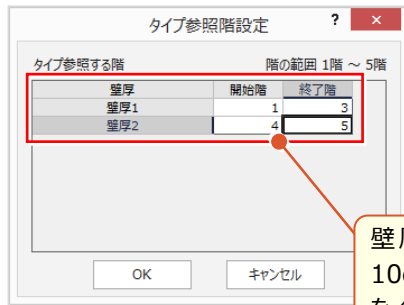 タイプ参照階設定 ? ×
タイプ参照する階 階の範囲 1階 ～ 5階
壁厚 開始階 終了階
壁厚1 1 3
壁厚2 4 5
OK キャンセル
10